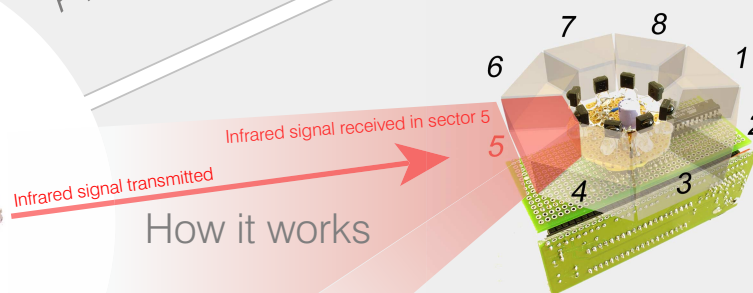 7
8
6
1
Infrared signal received in sector 5
5
2
Infrared signal transmitted
4
3
How it works